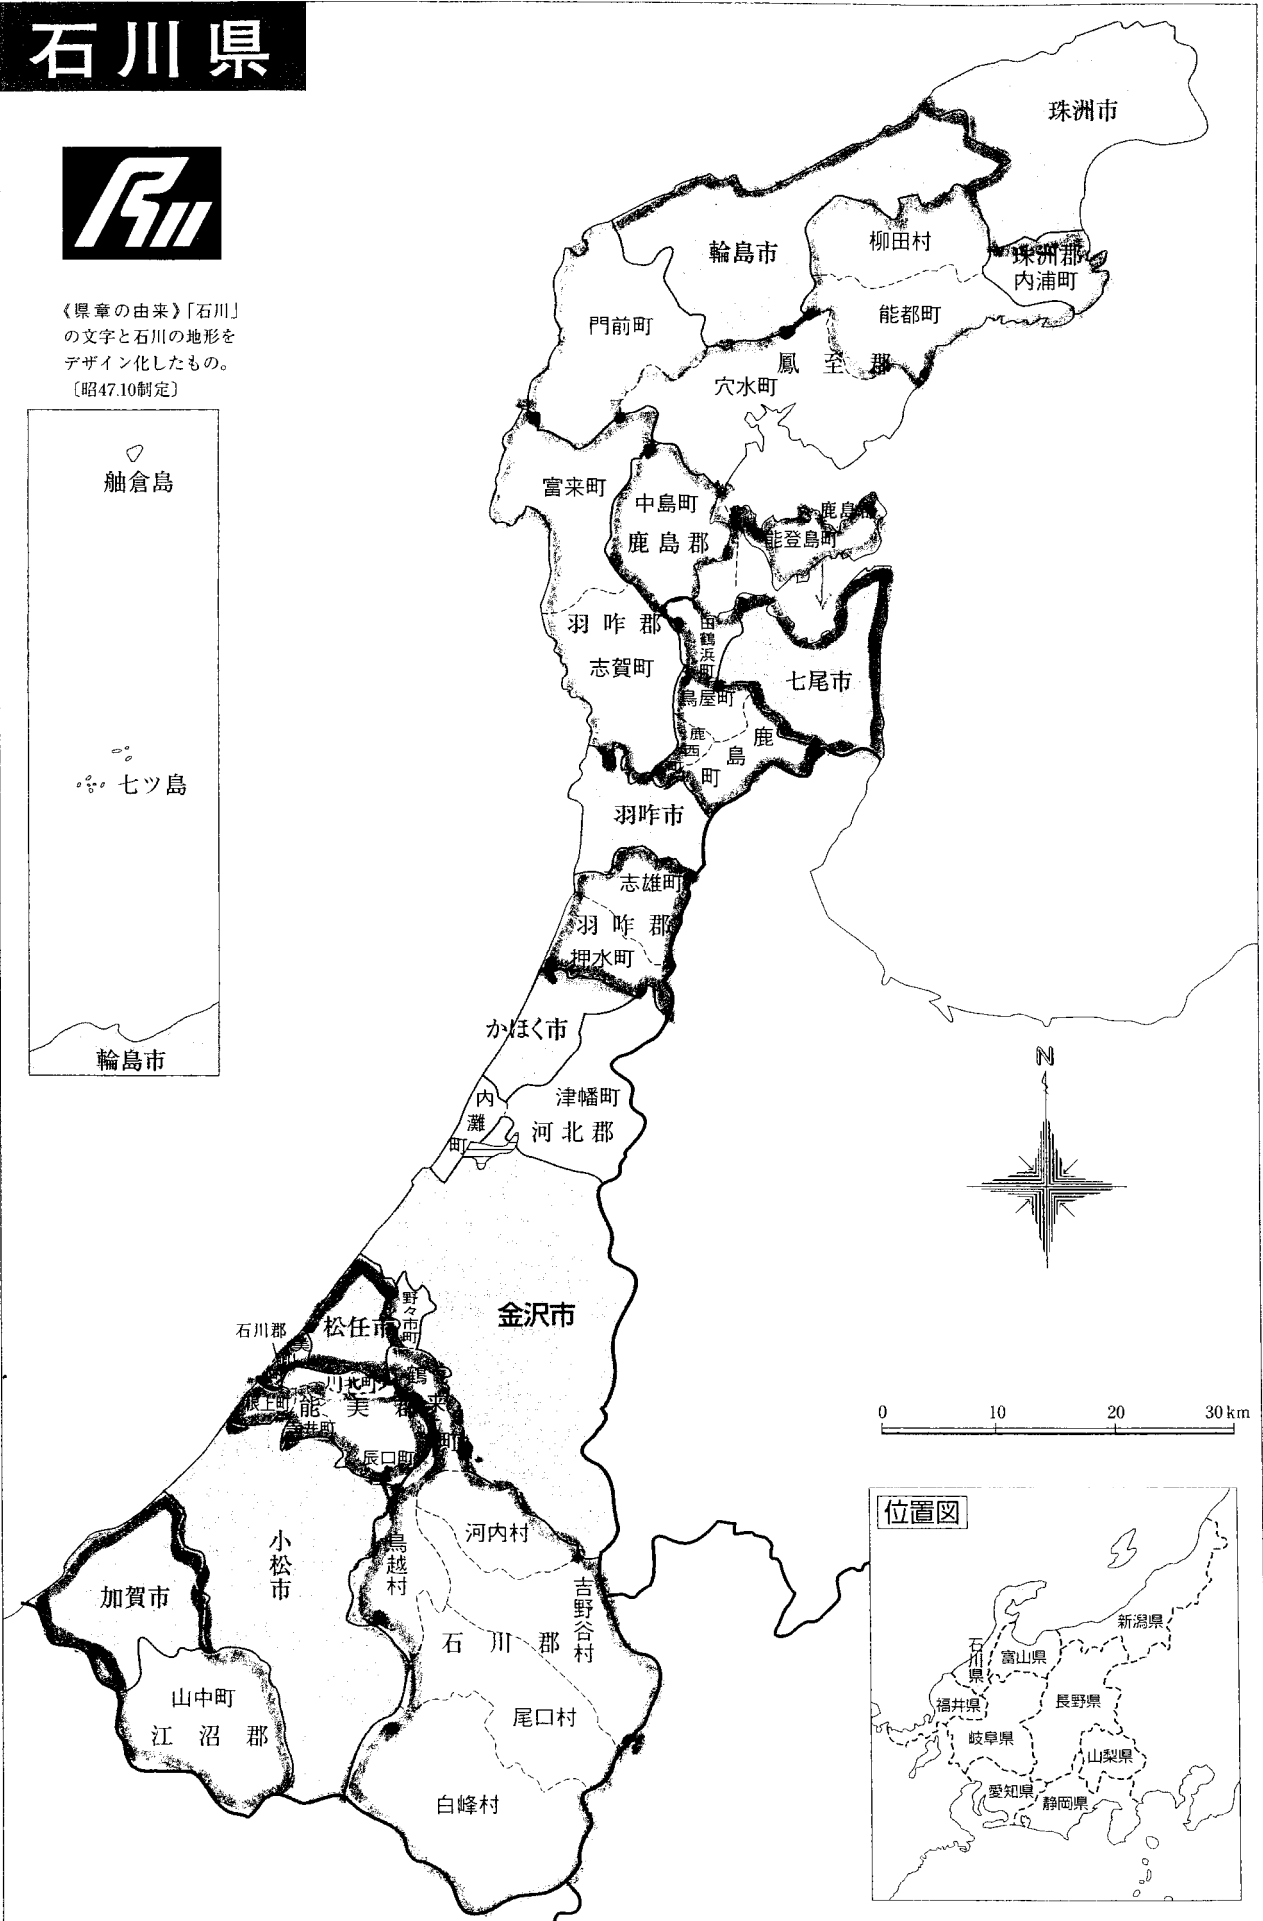 石川県
《県章の由来》「石川」
の文字と石川の地形を
デザイン化したもの。
〔昭47.10制定〕
舳倉島
七ツ島
輪島市
珠洲市
輪島市
柳田村
珠洲郡
内浦町
門前町
能都町
鳳至郡
穴水町
富来町
中島町
鹿島郡
鹿島郡
能登島町
羽咋郡
志賀町
田鶴浜町
七尾市
鳥屋町
鹿西町
鹿島町
羽咋市
志雄町
羽咋郡
押水町
かほく市
内灘町
津幡町
河北郡
N
金沢市
野々市町
松任市
石川郡
美川町
川北町
鶴来町
根上町
能美郡
寺井町
辰口町
0 10 20 30km
河内村
鳥越村
小松市
加賀市
吉野谷村
石川郡
山中町
江沼郡
尾口村
白峰村
位置図
新潟県
石川県
富山県
福井県
長野県
岐阜県
山梨県
愛知県
静岡県